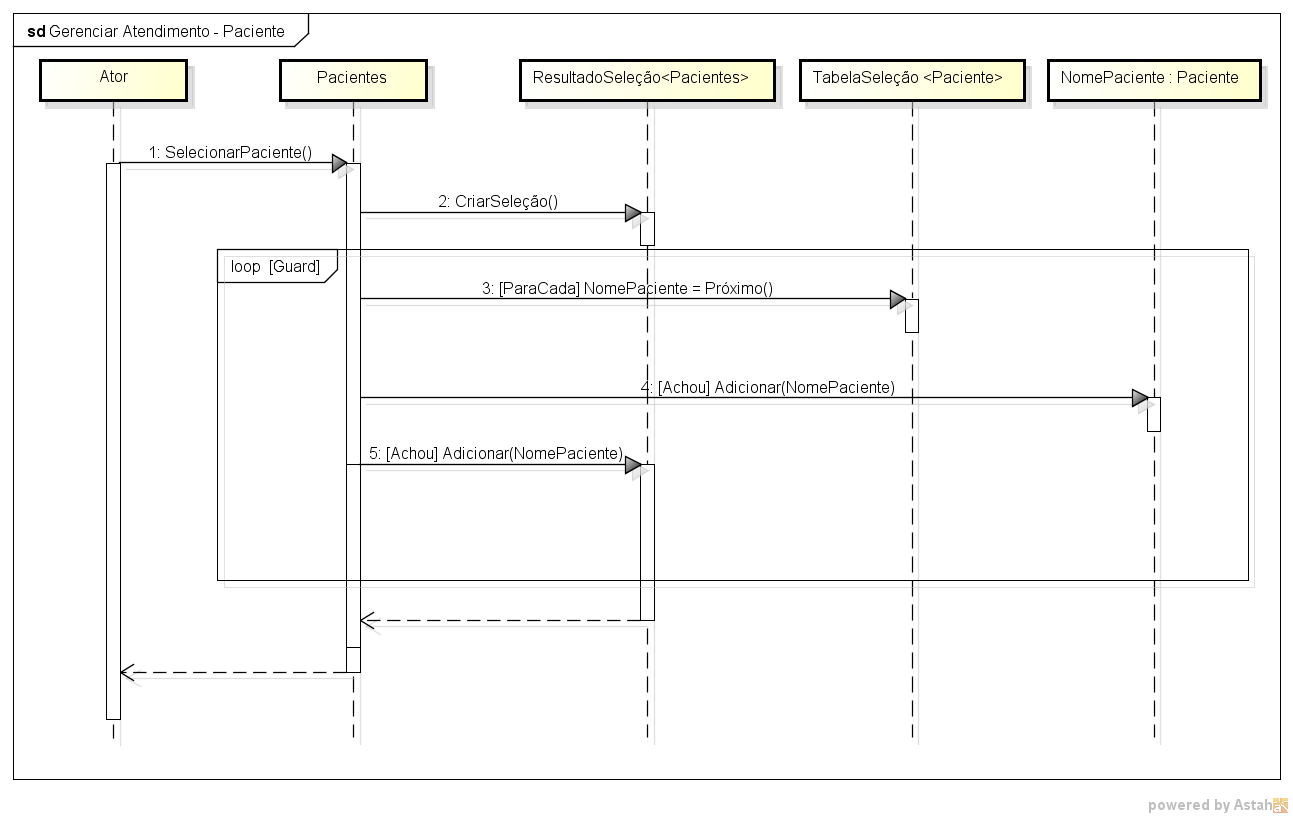 sd Gerenciar Atendimento - Paciente
Ator
Pacientes
ResultadoSeleção<Pacientes>
TabelaSeleção <Paciente>
NomePaciente : Paciente
1: SelecionarPaciente()
2: CriarSeleção()
loop [Guard]
3: [ParaCada] NomePaciente = Próximo()
4: [Achou] Adicionar(NomePaciente)
5: [Achou] Adicionar(NomePaciente)
powered by Astah